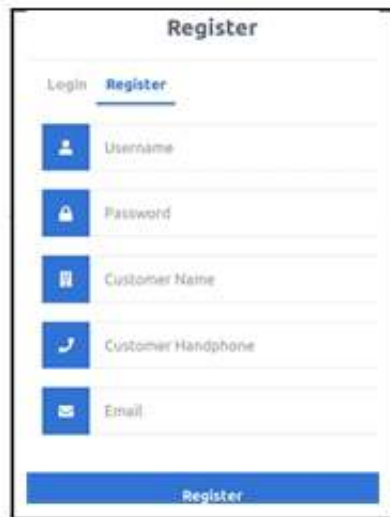 Register
Login Register
Username
Password
Customer Name
Customer Handphone
Email
Register